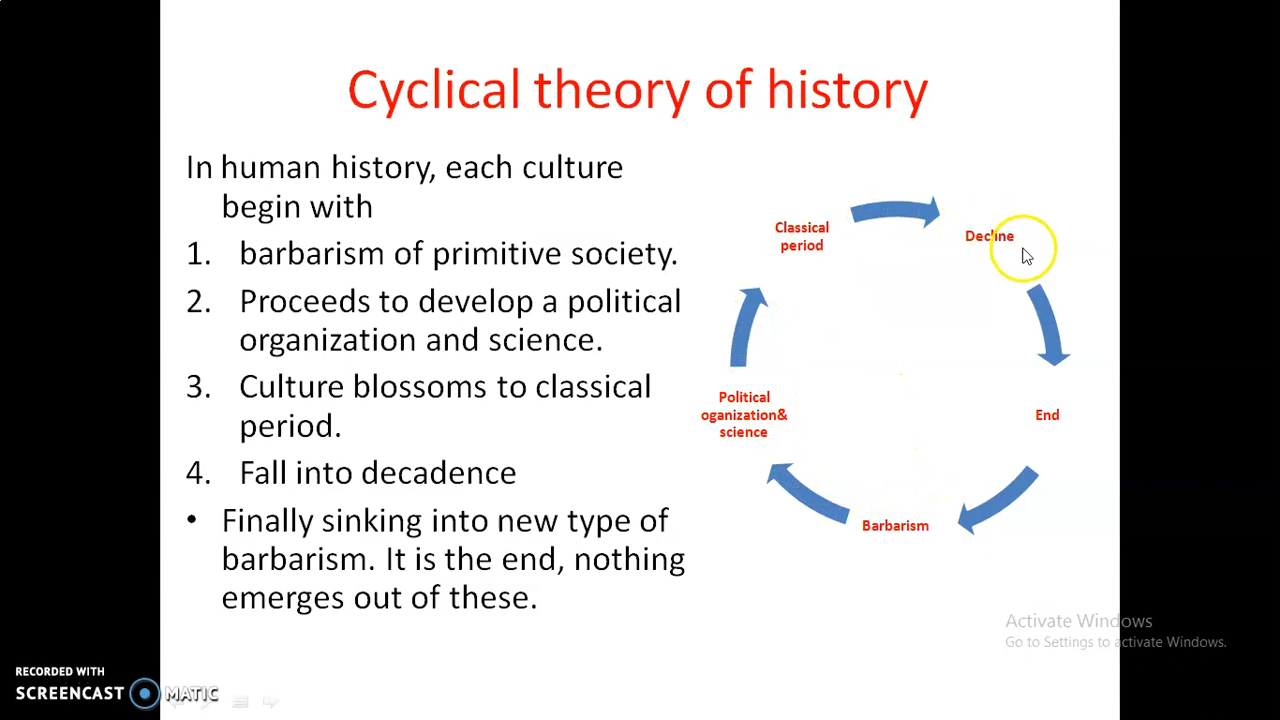 Cyclical theory of history
In human history, each culture
begin with
1. barbarism of primitive society.
2. Proceeds to develop a political
organization and science.
3. Culture blossoms to classical
period.
4. Fall into decadence
• Finally sinking into new type of
barbarism. It is the end, nothing
emerges out of these.
Classical
period
Decline
Political
oganization&
science
End
Barbarism
Activate Windows
Go to Settings to activate Windows.
RECORDED WITH
SCREENCAST MATIC